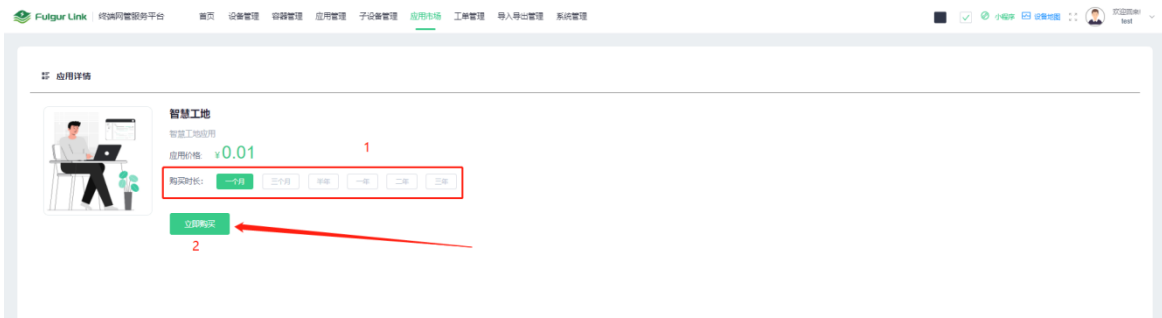 Fulgur Link 终端网管服务平台 首页 设备管理 容器管理 应用管理 子设备管理 应用市场 工单管理 导入导出管理 系统管理 小程序 设备地图 欢迎回来!
test
应用详情
智慧工地
智慧工地应用
应用价格: ¥0.01 1
购买时长: 一个月 三个月 半年 一年 二年 三年
立即购买
2